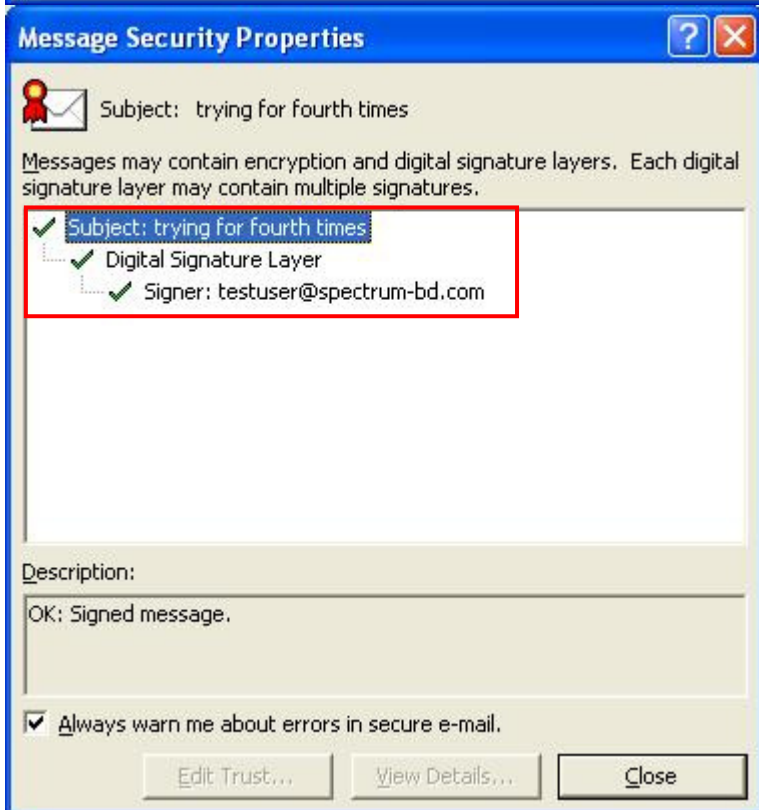 Message Security Properties
Subject: trying for fourth times
Messages may contain encryption and digital signature layers. Each digital
signature layer may contain multiple signatures.
Subject: trying for fourth times
Digital Signature Layer
Signer: testuser@spectrum-bd.com
Description:
OK: Signed message.
Always warn me about errors in secure e-mail.
Edit Trust... View Details... Close